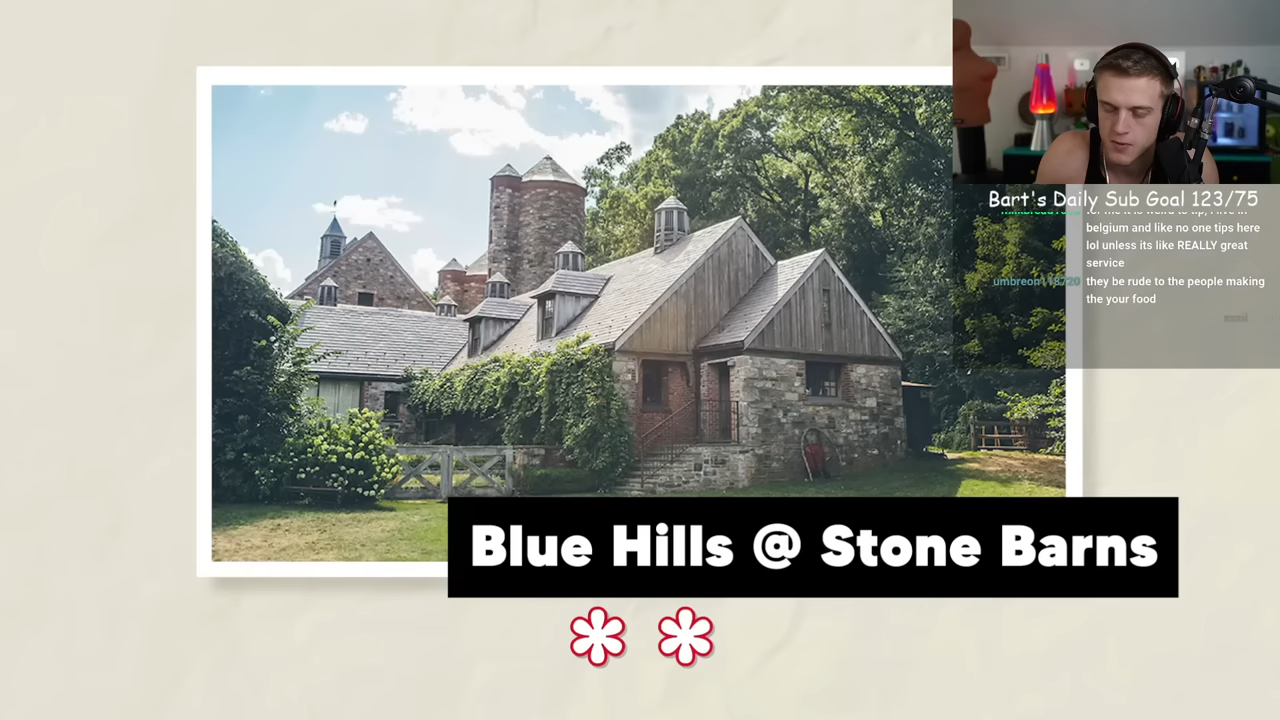 Bart's Daily Sub Goal 123/75
belgium and like no one tips here
lol unless its like REALLY great
service
they be rude to the people making
the your food
Blue Hills @ Stone Barns